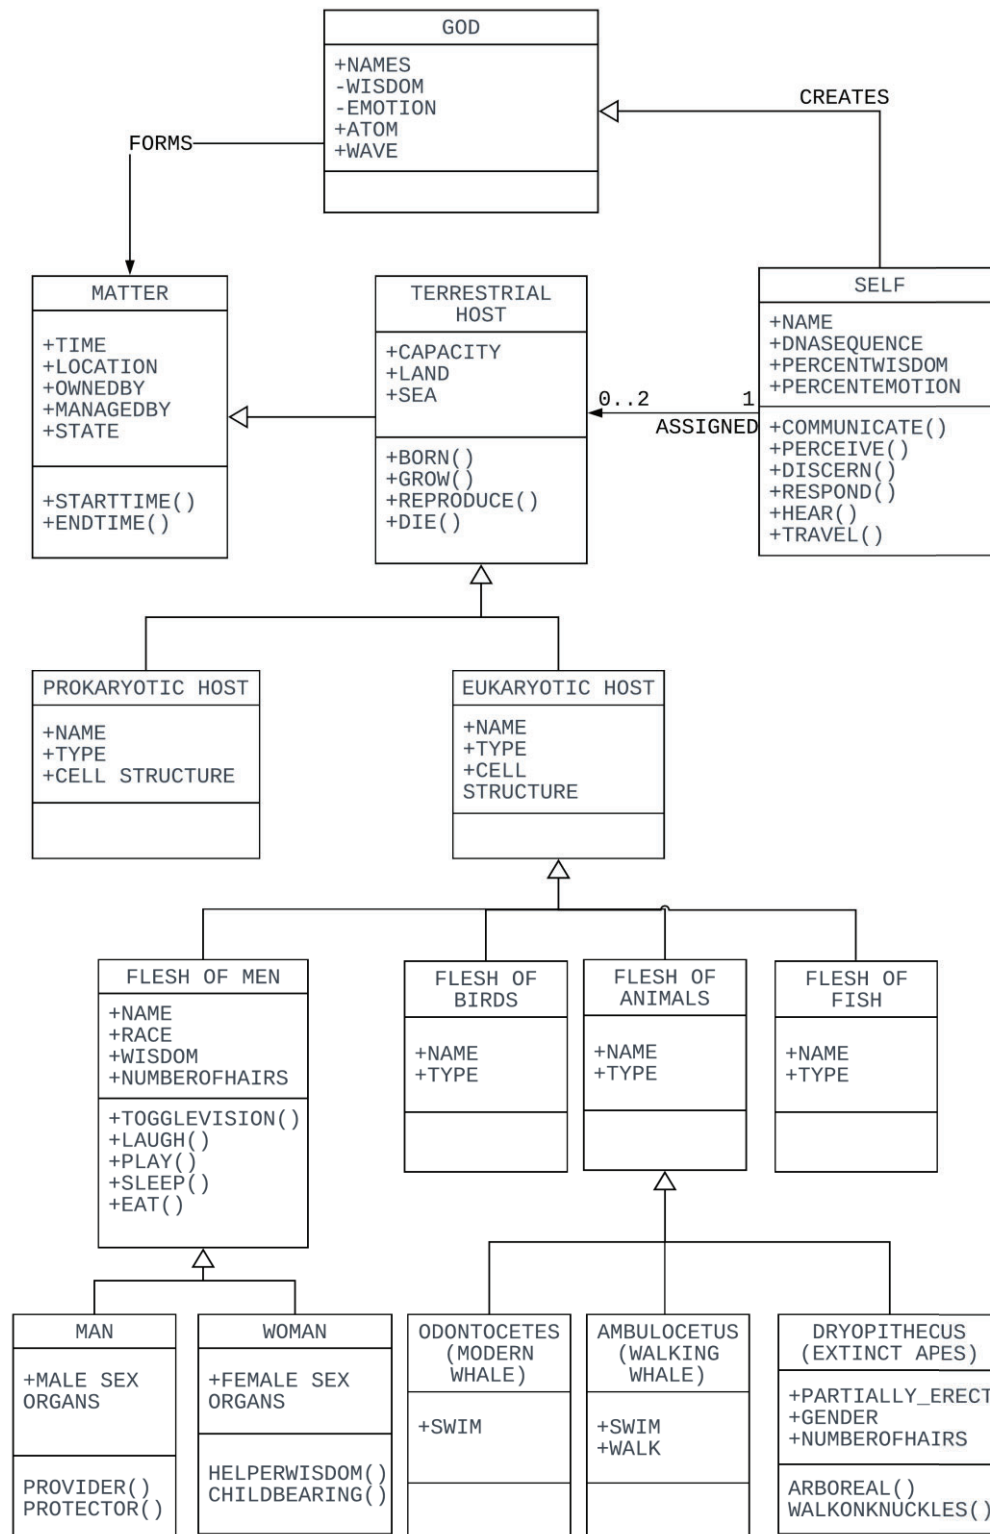 GOD
+NAMES
-WISDOM
-EMOTION
+ATOM
+WAVE
CREATES
FORMS
MATTER
+TIME
+LOCATION
+OWNEDBY
+MANAGEDBY
+STATE
+STARTTIME()
+ENDTIME()
TERRESTRIAL
HOST
+CAPACITY
+LAND
+SEA
+BORN()
+GROW()
+REPRODUCE()
+DIE()
0..2
1
ASSIGNED
SELF
+NAME
+DNASEQUENCE
+PERCENTWISDOM
+PERCENTEMOTION
+COMMUNICATE()
+PERCEIVE()
+DISCERN()
+RESPOND()
+HEAR()
+TRAVEL()
PROKARYOTIC HOST
+NAME
+TYPE
+CELL STRUCTURE
EUKARYOTIC HOST
+NAME
+TYPE
+CELL
STRUCTURE
FLESH OF MEN
+NAME
+RACE
+WISDOM
+NUMBEROFHAIRS
+TOGGLEVISION()
+LAUGH()
+PLAY()
+SLEEP()
+EAT()
FLESH OF
BIRDS
+NAME
+TYPE
FLESH OF
ANIMALS
+NAME
+TYPE
FLESH OF
FISH
+NAME
+TYPE
MAN
+MALE SEX
ORGANS
PROVIDER()
PROTECTOR()
WOMAN
+FEMALE SEX
ORGANS
HELPERWISDOM()
CHILDBEARING()
ODONTOCETES
(MODERN
WHALE)
+SWIM
AMBULOCETUS
(WALKING
WHALE)
+SWIM
+WALK
DRYOPITHECUS
(EXTINCT APES)
+PARTIALLY_ERECT
+GENDER
+NUMBEROFHAIRS
ARBOREAL()
WALKONKNUCKLES()